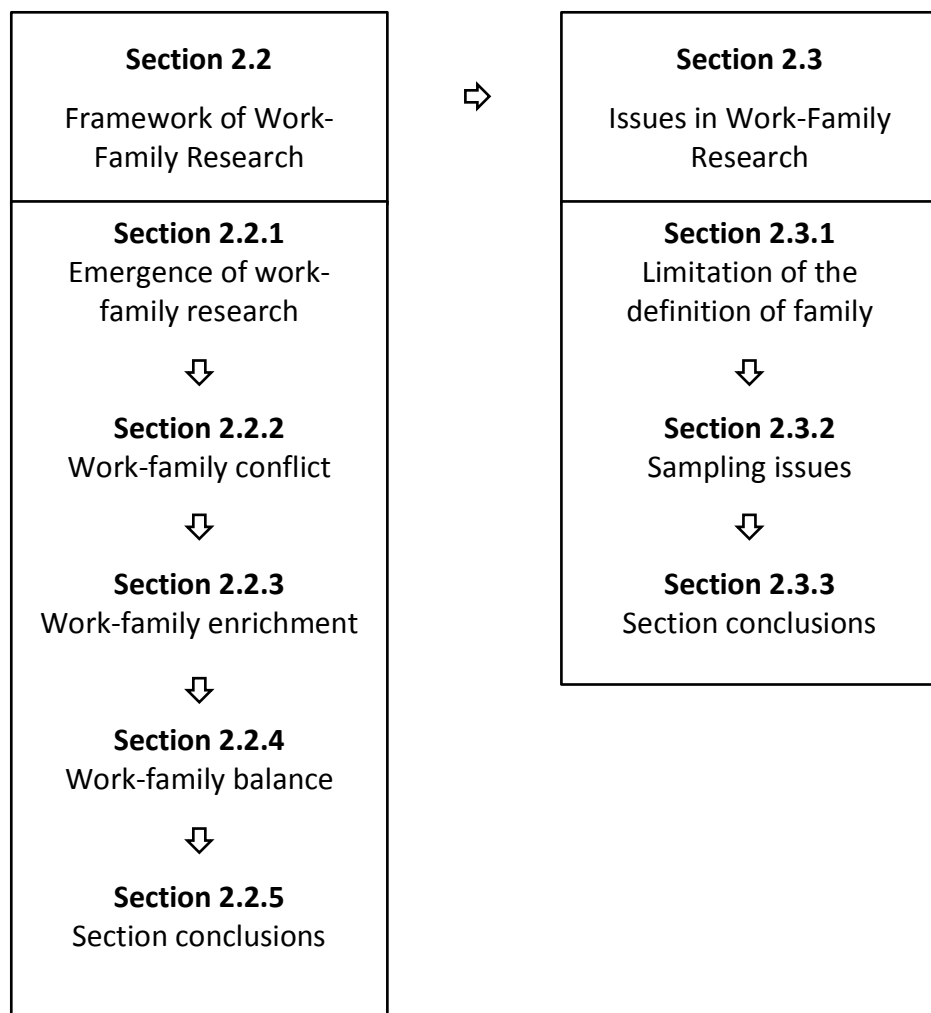 Section 2.2
Framework of Work-
Family Research
Section 2.2.1
Emergence of work-
family research
Section 2.2.2
Work-family conflict
Section 2.2.3
Work-family enrichment
Section 2.2.4
Work-family balance
Section 2.2.5
Section conclusions
Section 2.3
Issues in Work-Family
Research
Section 2.3.1
Limitation of the
definition of family
Section 2.3.2
Sampling issues
Section 2.3.3
Section conclusions